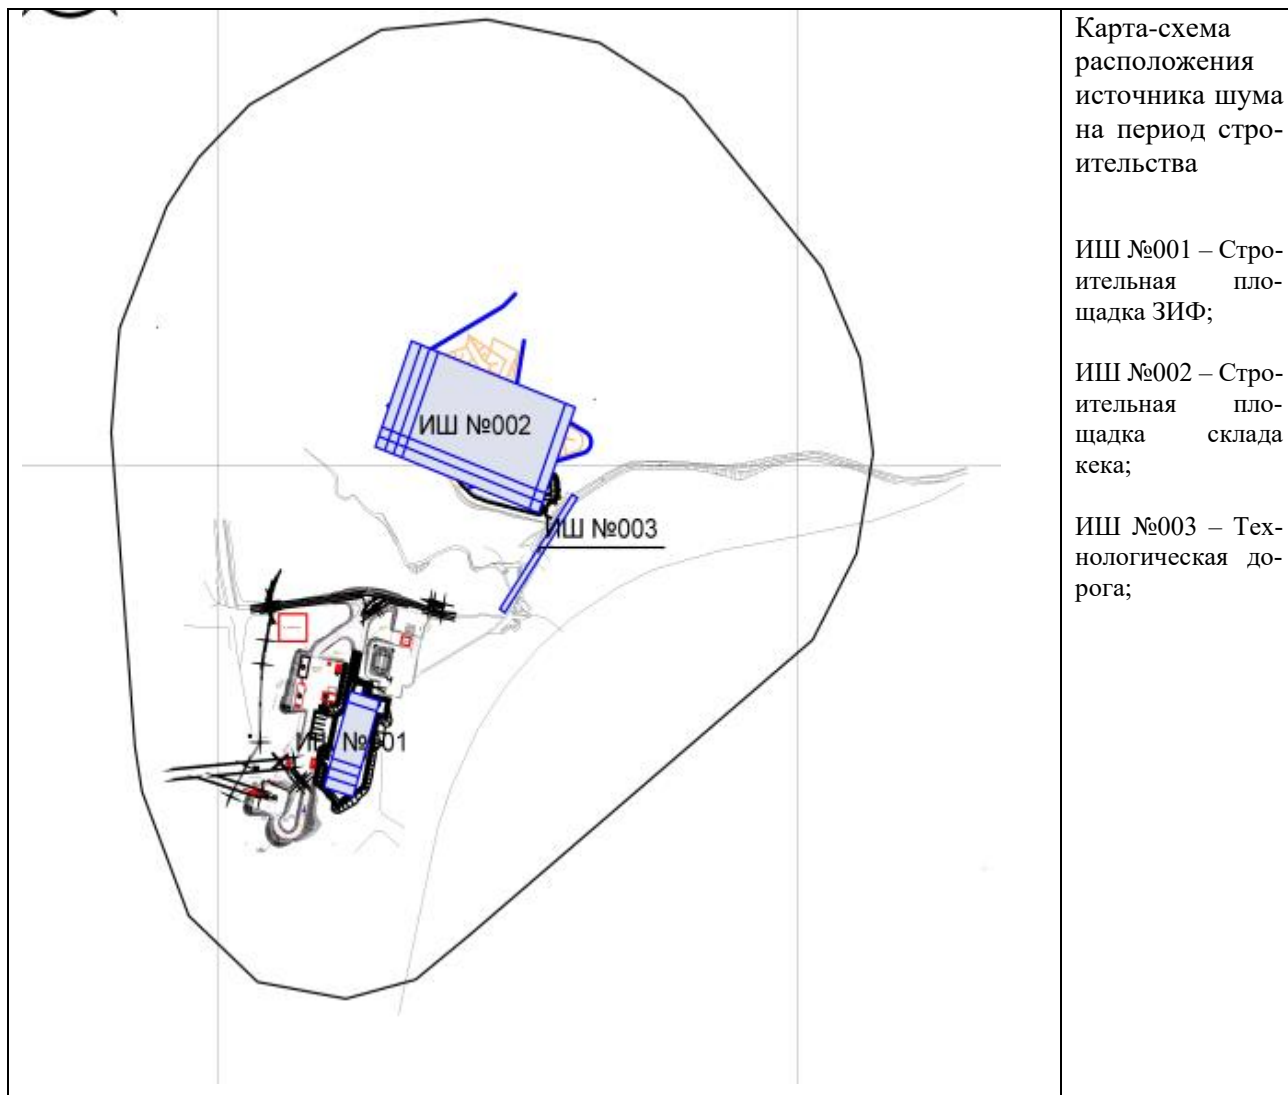 Карта-схема
расположения
источника шума
на период стро-
ительства
ИШ №001 – Стро-
ительная пло-
щадка ЗИФ;
ИШ №002 – Стро-
ительная пло-
щадка склада
кека;
ИШ №003 – Тех-
нологическая до-
рога;
ИШ №002
ИШ №003
ИШ №001